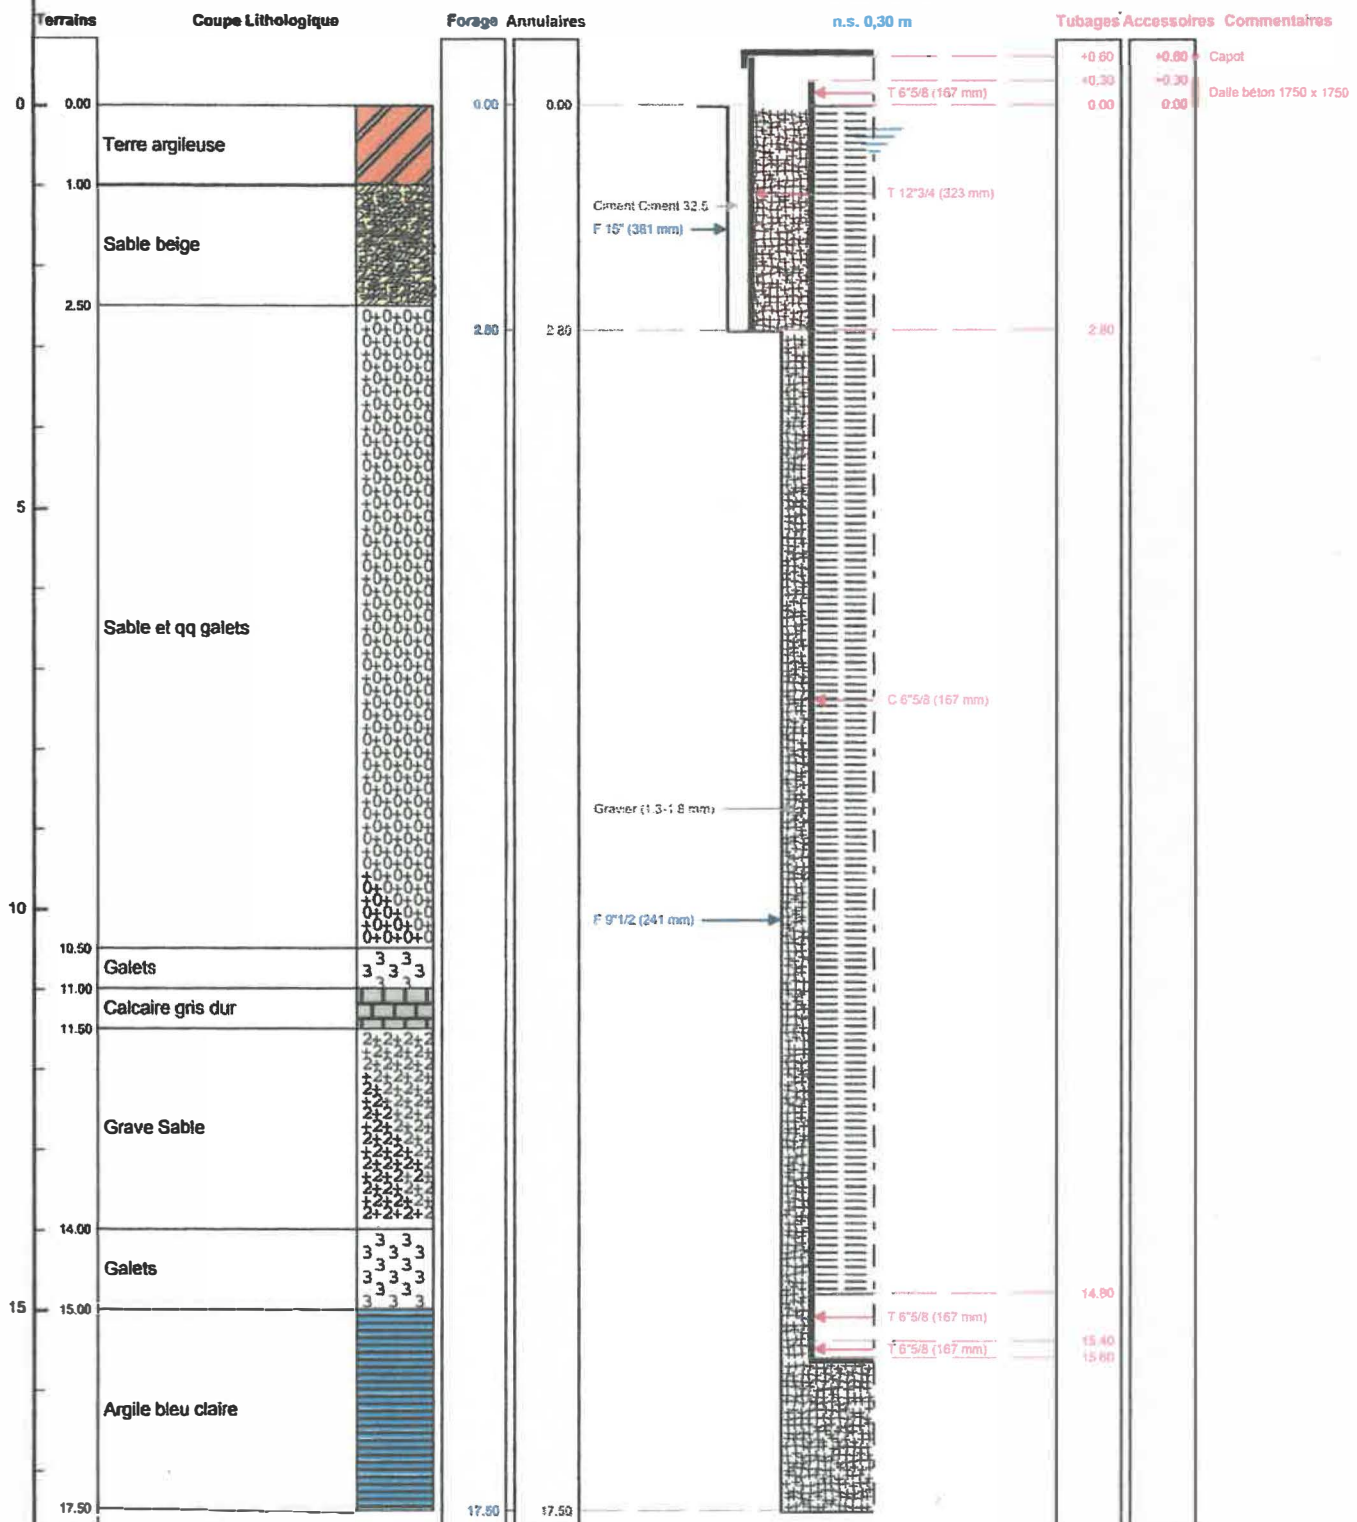 Terrains Coupe Lithologique Forage Annulaires n.s. 0,30 m Tubages Accessoires Commentaires
+0.60 +0.60 Capot
+0.30 +0.30
T 6"5/8 (167 mm) Dalle béton 1750 x 1750
0 0.00 0.00 0.00 0.00 0.00
Terre argileuse
1.00
T 12"3/4 (323 mm)
Ciment Ciment 32.5
F 15" (381 mm)
Sable beige
2.50
2.80 2.80 2.80
5
Sable et qq galets
C 6"5/8 (167 mm)
Gravier (1.3-1.8 mm)
10
F 9"1/2 (241 mm)
10.50
Galets
11.00
Calcaire gris dur
11.50
Grave Sable
14.00
Galets
14.80
15 15.00
T 6"5/8 (167 mm)
15.40
T 6"5/8 (167 mm)
15.60
Argile bleu claire
17.50 17.50 17.50